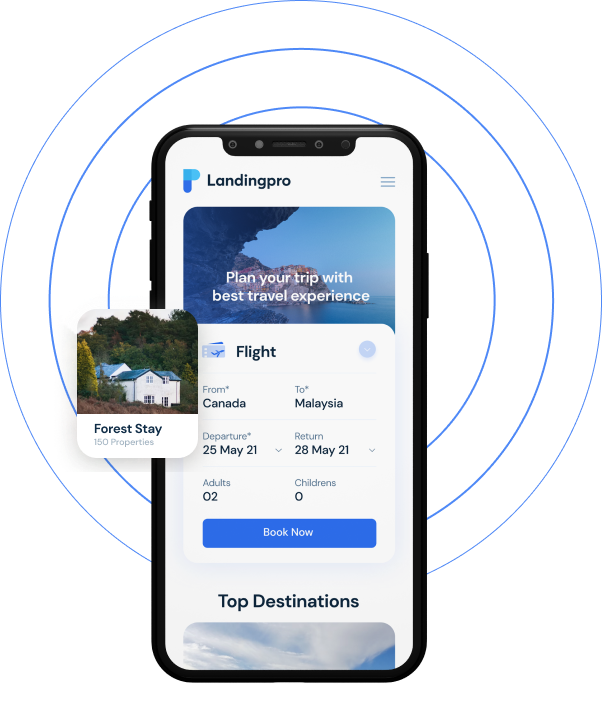 Landingpro
Plan your trip with
best travel experience
Flight
From*
To*
Canada
Malaysia
Departure*
Return
25 May 21
28 May 21
Adults
Childrens
02
0
Book Now
Top Destinations
Forest Stay
150 Properties